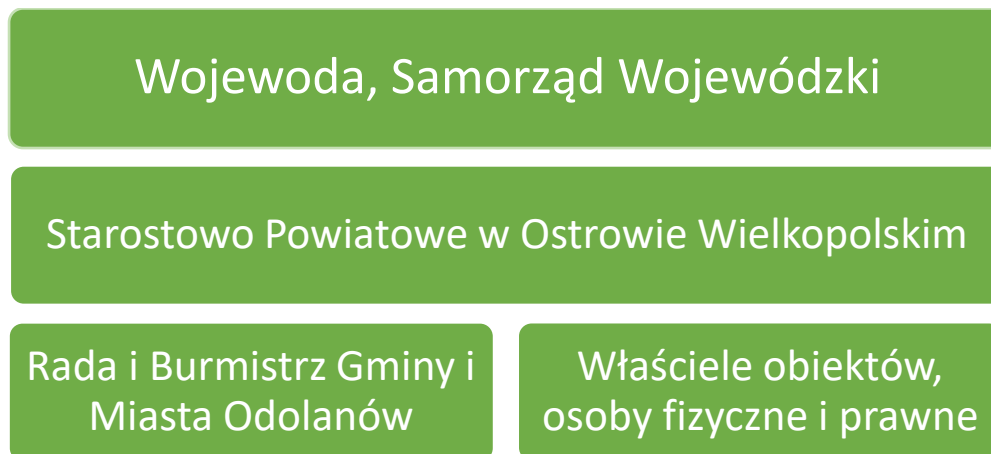 Wojewoda, Samorząd Wojewódzki
Starostowo Powiatowe w Ostrowie Wielkopolskim
Rada i Burmistrz Gminy i
Miasta Odolanów
Właściele obiektów,
osoby fizyczne i prawne